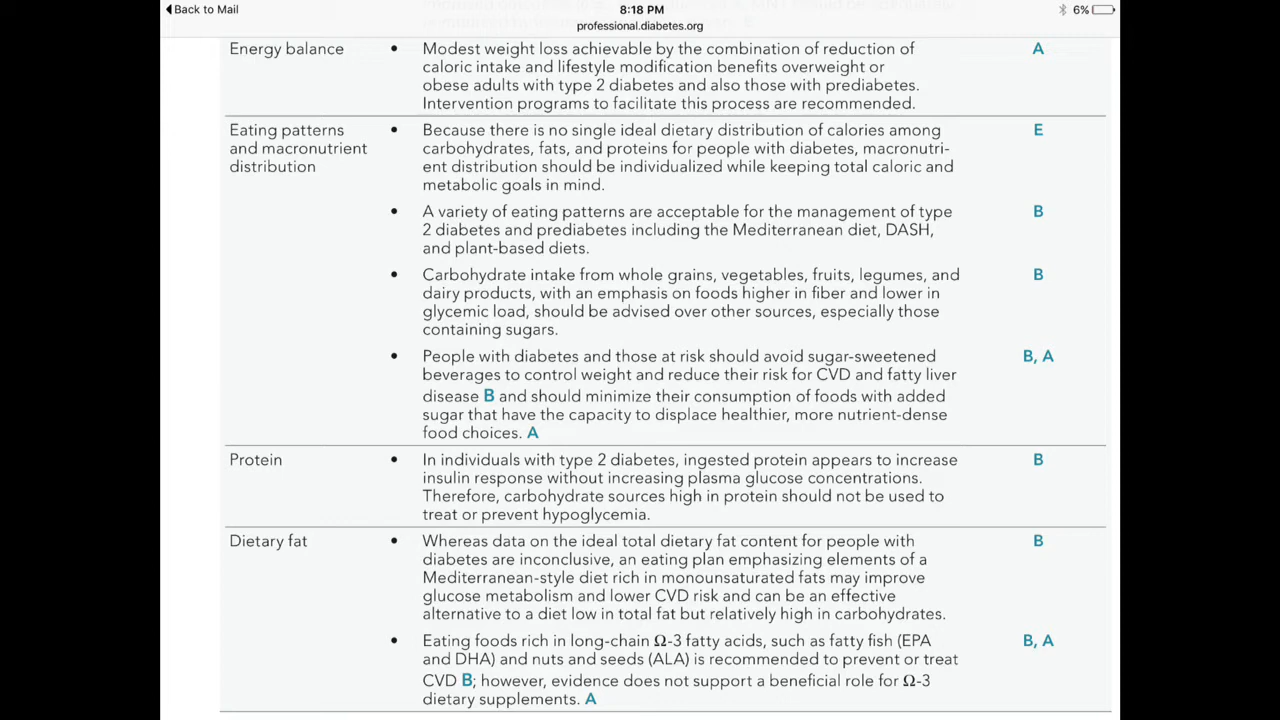 Back to Mail
8:18 PM
6%
professional.diabetes.org
Energy balance
• Modest weight loss achievable by the combination of reduction of A
caloric intake and lifestyle modification benefits overweight or
obese adults with type 2 diabetes and also those with prediabetes.
Intervention programs to facilitate this process are recommended.
Eating patterns
and macronutrient
distribution
• Because there is no single ideal dietary distribution of calories among E
carbohydrates, fats, and proteins for people with diabetes, macronutri-
ent distribution should be individualized while keeping total caloric and
metabolic goals in mind.
• A variety of eating patterns are acceptable for the management of type B
2 diabetes and prediabetes including the Mediterranean diet, DASH,
and plant-based diets.
• Carbohydrate intake from whole grains, vegetables, fruits, legumes, and B
dairy products, with an emphasis on foods higher in fiber and lower in
glycemic load, should be advised over other sources, especially those
containing sugars.
• People with diabetes and those at risk should avoid sugar-sweetened B, A
beverages to control weight and reduce their risk for CVD and fatty liver
disease B and should minimize their consumption of foods with added
sugar that have the capacity to displace healthier, more nutrient-dense
food choices. A
Protein
• In individuals with type 2 diabetes, ingested protein appears to increase B
insulin response without increasing plasma glucose concentrations.
Therefore, carbohydrate sources high in protein should not be used to
treat or prevent hypoglycemia.
Dietary fat
• Whereas data on the ideal total dietary fat content for people with B
diabetes are inconclusive, an eating plan emphasizing elements of a
Mediterranean-style diet rich in monounsaturated fats may improve
glucose metabolism and lower CVD risk and can be an effective
alternative to a diet low in total fat but relatively high in carbohydrates.
• Eating foods rich in long-chain Ω-3 fatty acids, such as fatty fish (EPA B, A
and DHA) and nuts and seeds (ALA) is recommended to prevent or treat
CVD B; however, evidence does not support a beneficial role for Ω-3
dietary supplements. A